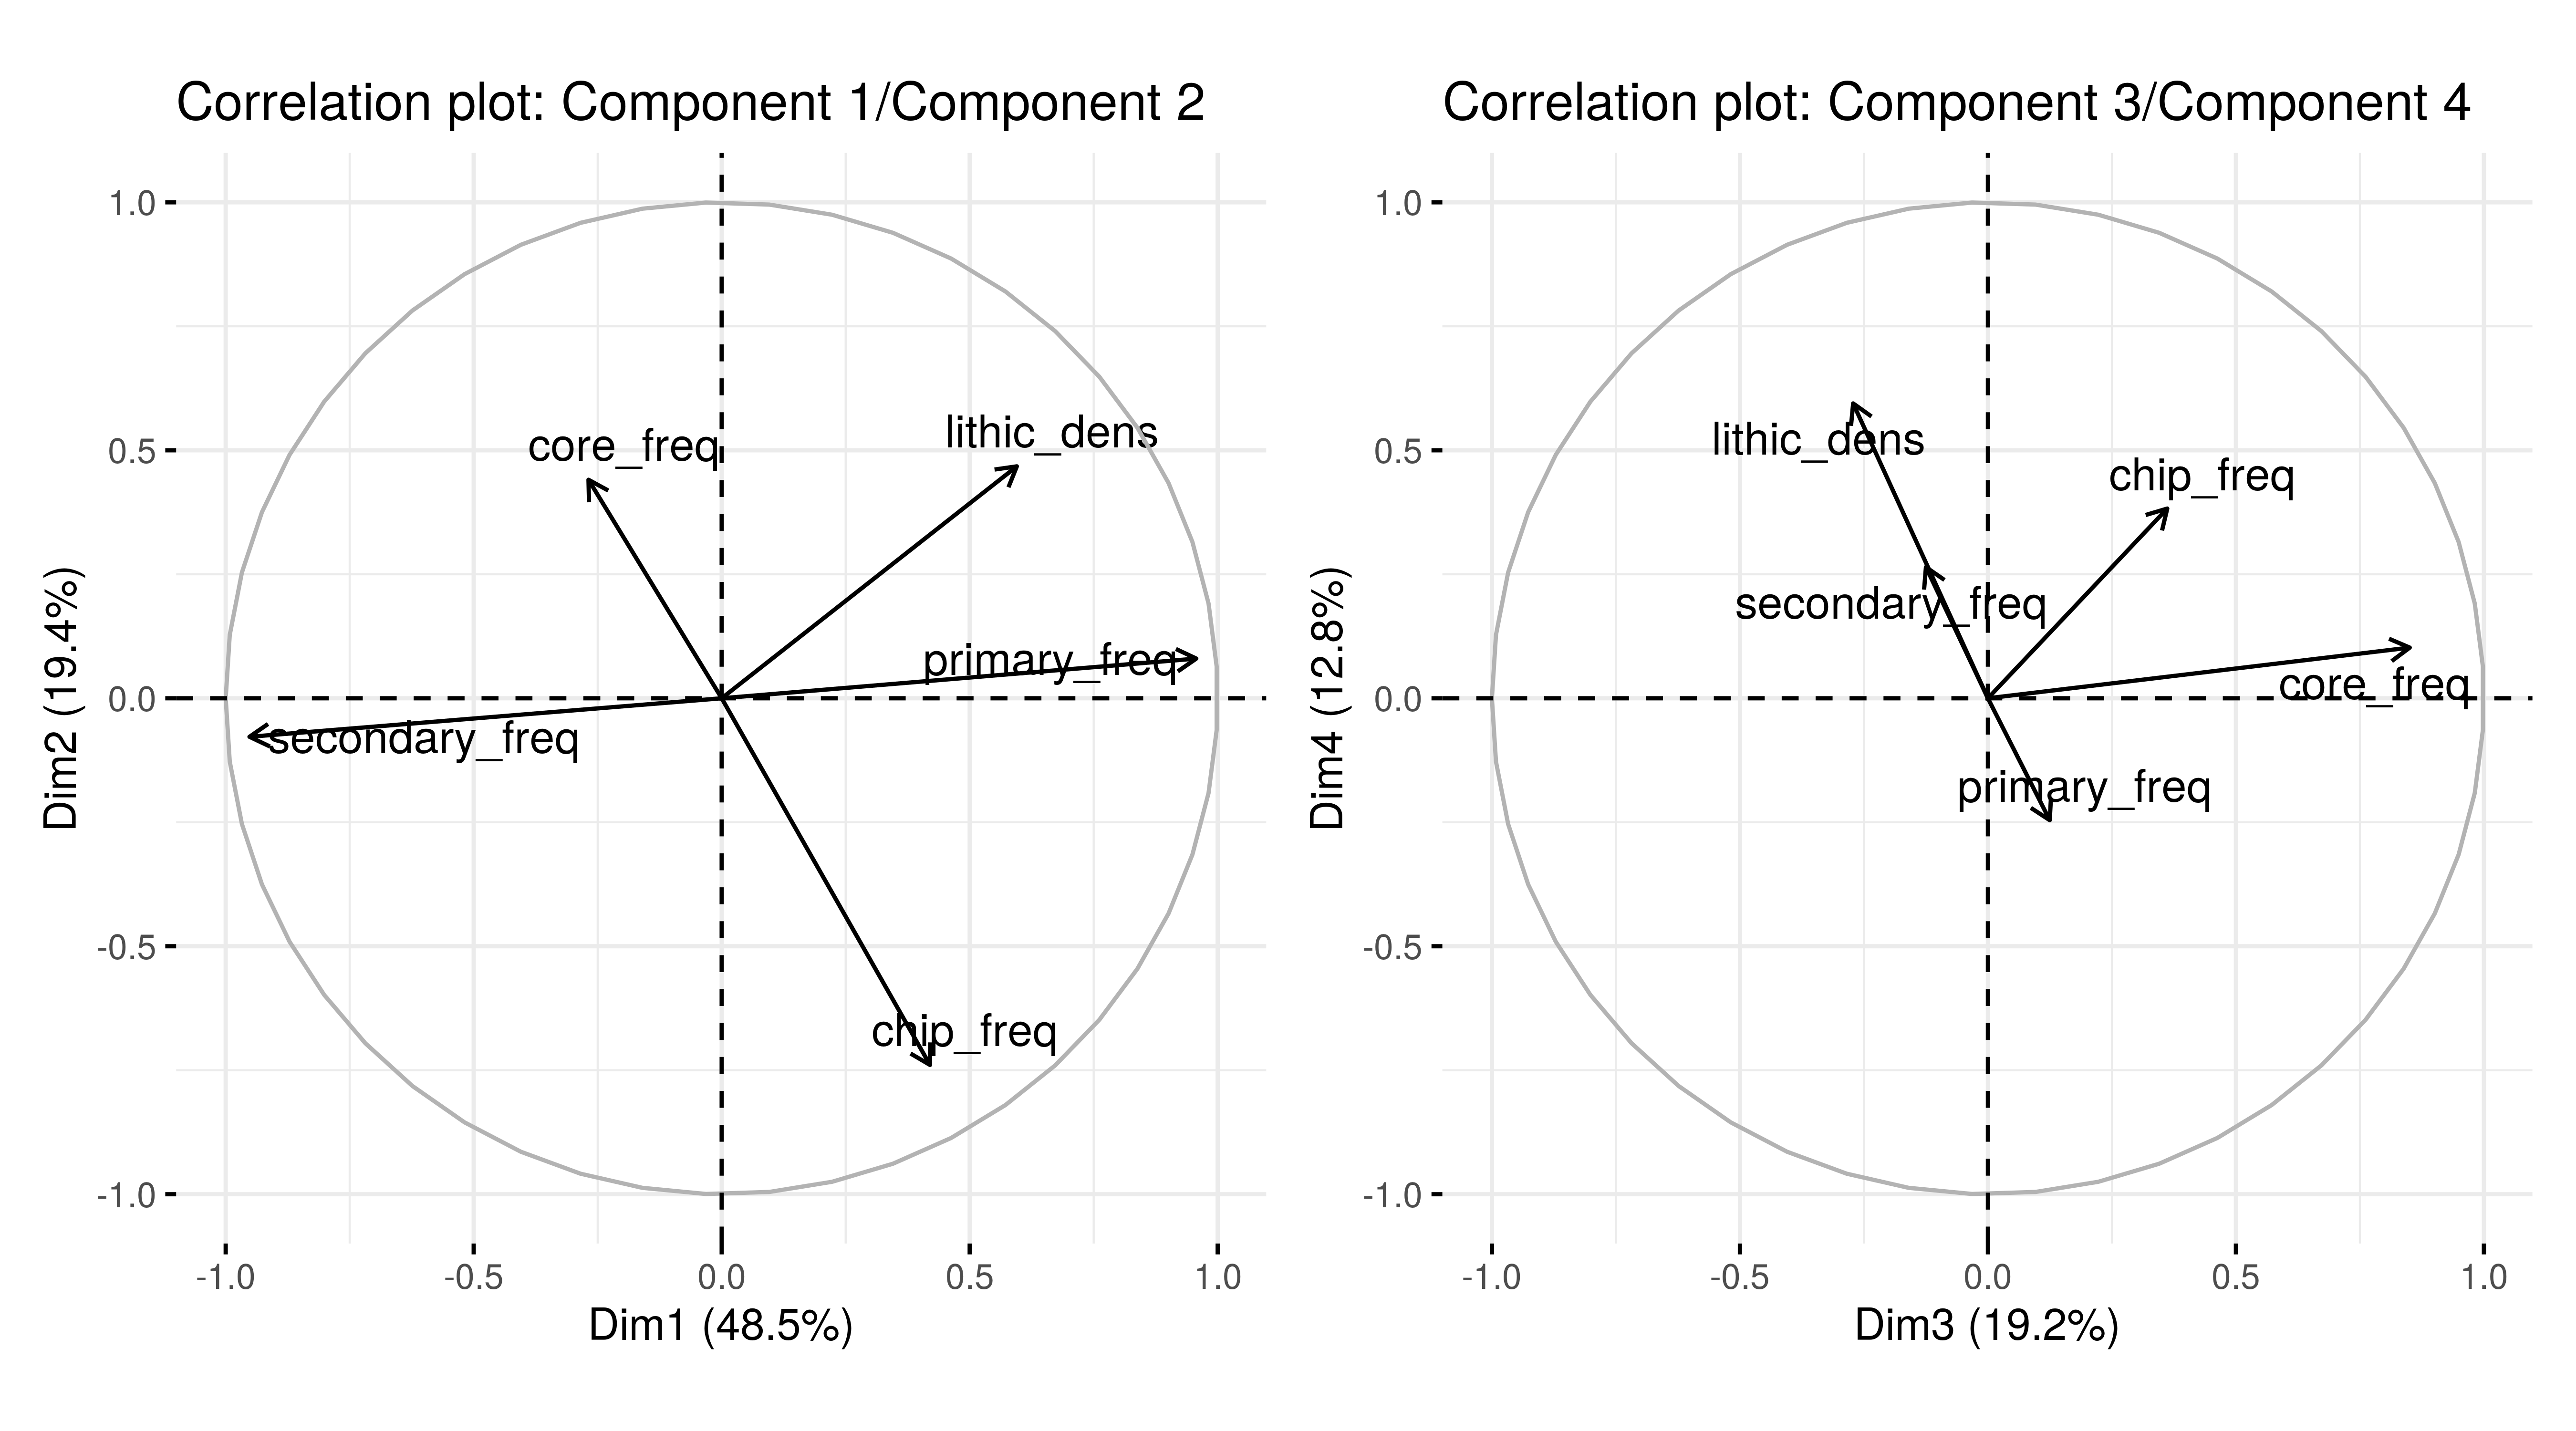 Correlation plot: Component 1/Component 2
1.0
0.5
0.0
-0.5
-1.0
Dim2 (19.4%)
core_freq
lithic_dens
primary_freq
secondary_freq
chip_freq
-1.0 -0.5 0.0 0.5 1.0
Dim1 (48.5%)
Correlation plot: Component 3/Component 4
1.0
0.5
0.0
-0.5
-1.0
Dim4 (12.8%)
lithic_dens
chip_freq
secondary_freq
core_freq
primary_freq
-1.0 -0.5 0.0 0.5 1.0
Dim3 (19.2%)